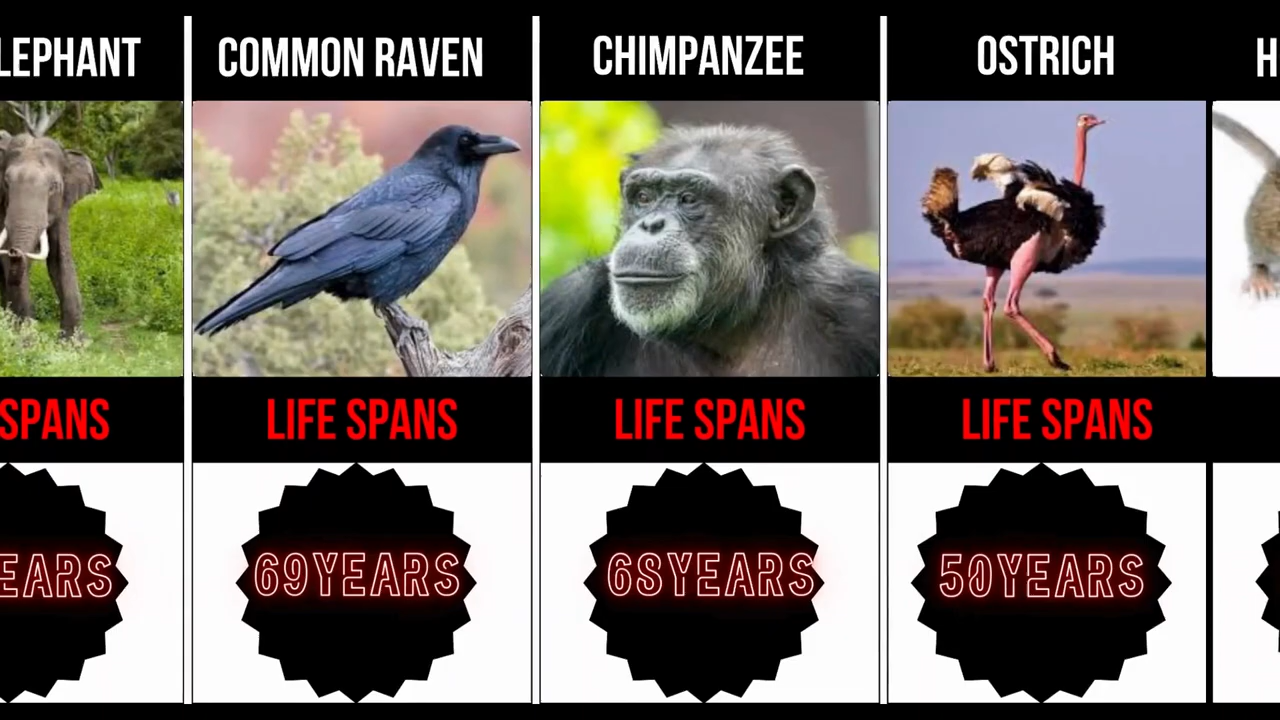 LEPHANT
COMMON RAVEN
CHIMPANZEE
OSTRICH
H
SPANS
LIFE SPANS
LIFE SPANS
LIFE SPANS
EARS
69YEARS
68YEARS
50YEARS